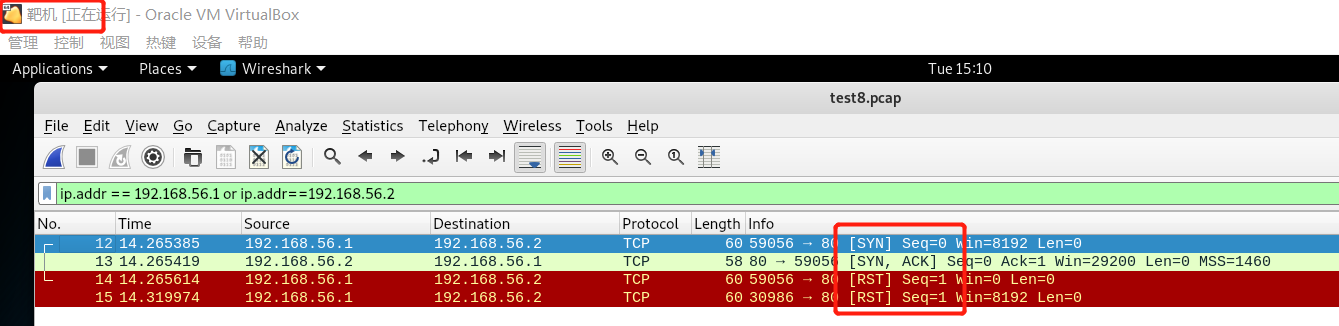 靶机 [正在运行] - Oracle VM VirtualBox
管理 控制 视图 热键 设备 帮助
Applications Places Wireshark Tue 15:10
test8.pcap
File Edit View Go Capture Analyze Statistics Telephony Wireless Tools Help
ip.addr == 192.168.56.1 or ip.addr==192.168.56.2
No. Time Source Destination Protocol Length Info
12 14.265385 192.168.56.1 192.168.56.2 TCP 60 59056 → 80 [SYN] Seq=0 Win=8192 Len=0
13 14.265419 192.168.56.2 192.168.56.1 TCP 58 80 → 59056 [SYN, ACK] Seq=0 Ack=1 Win=29200 Len=0 MSS=1460
14 14.265614 192.168.56.1 192.168.56.2 TCP 60 59056 → 80 [RST] Seq=1 Win=0 Len=0
15 14.319974 192.168.56.1 192.168.56.2 TCP 60 30986 → 80 [RST] Seq=1 Win=8192 Len=0